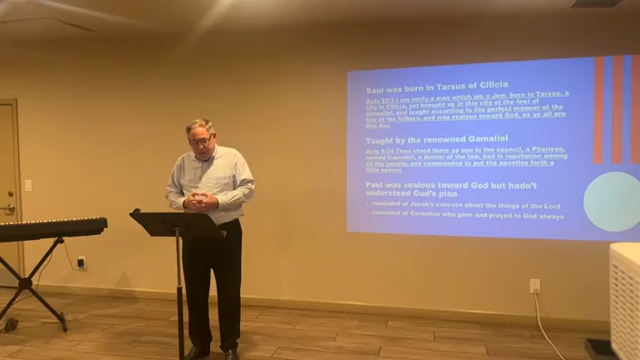 Saul was born in Tarsus of Cilicia
Acts 22:3 I am verily a man which am a Jew, born in Tarsus, a
city in Cilicia, yet brought up in this city at the feet of
Gamaliel, and taught according to the perfect manner of the
law of the fathers, and was zealous toward God, as ye all are
this day.
Taught by the renowned Gamaliel
Acts 5:34 Then stood there up one in the council, a Pharisee,
named Gamaliel, a doctor of the law, had in reputation among
all the people, and commanded to put the apostles forth a
little space;
Paul was zealous toward God but hadn't
understood God's plan
reminded of Jacob's concern about the things of the Lord
reminded of Cornelius who gave and prayed to God always